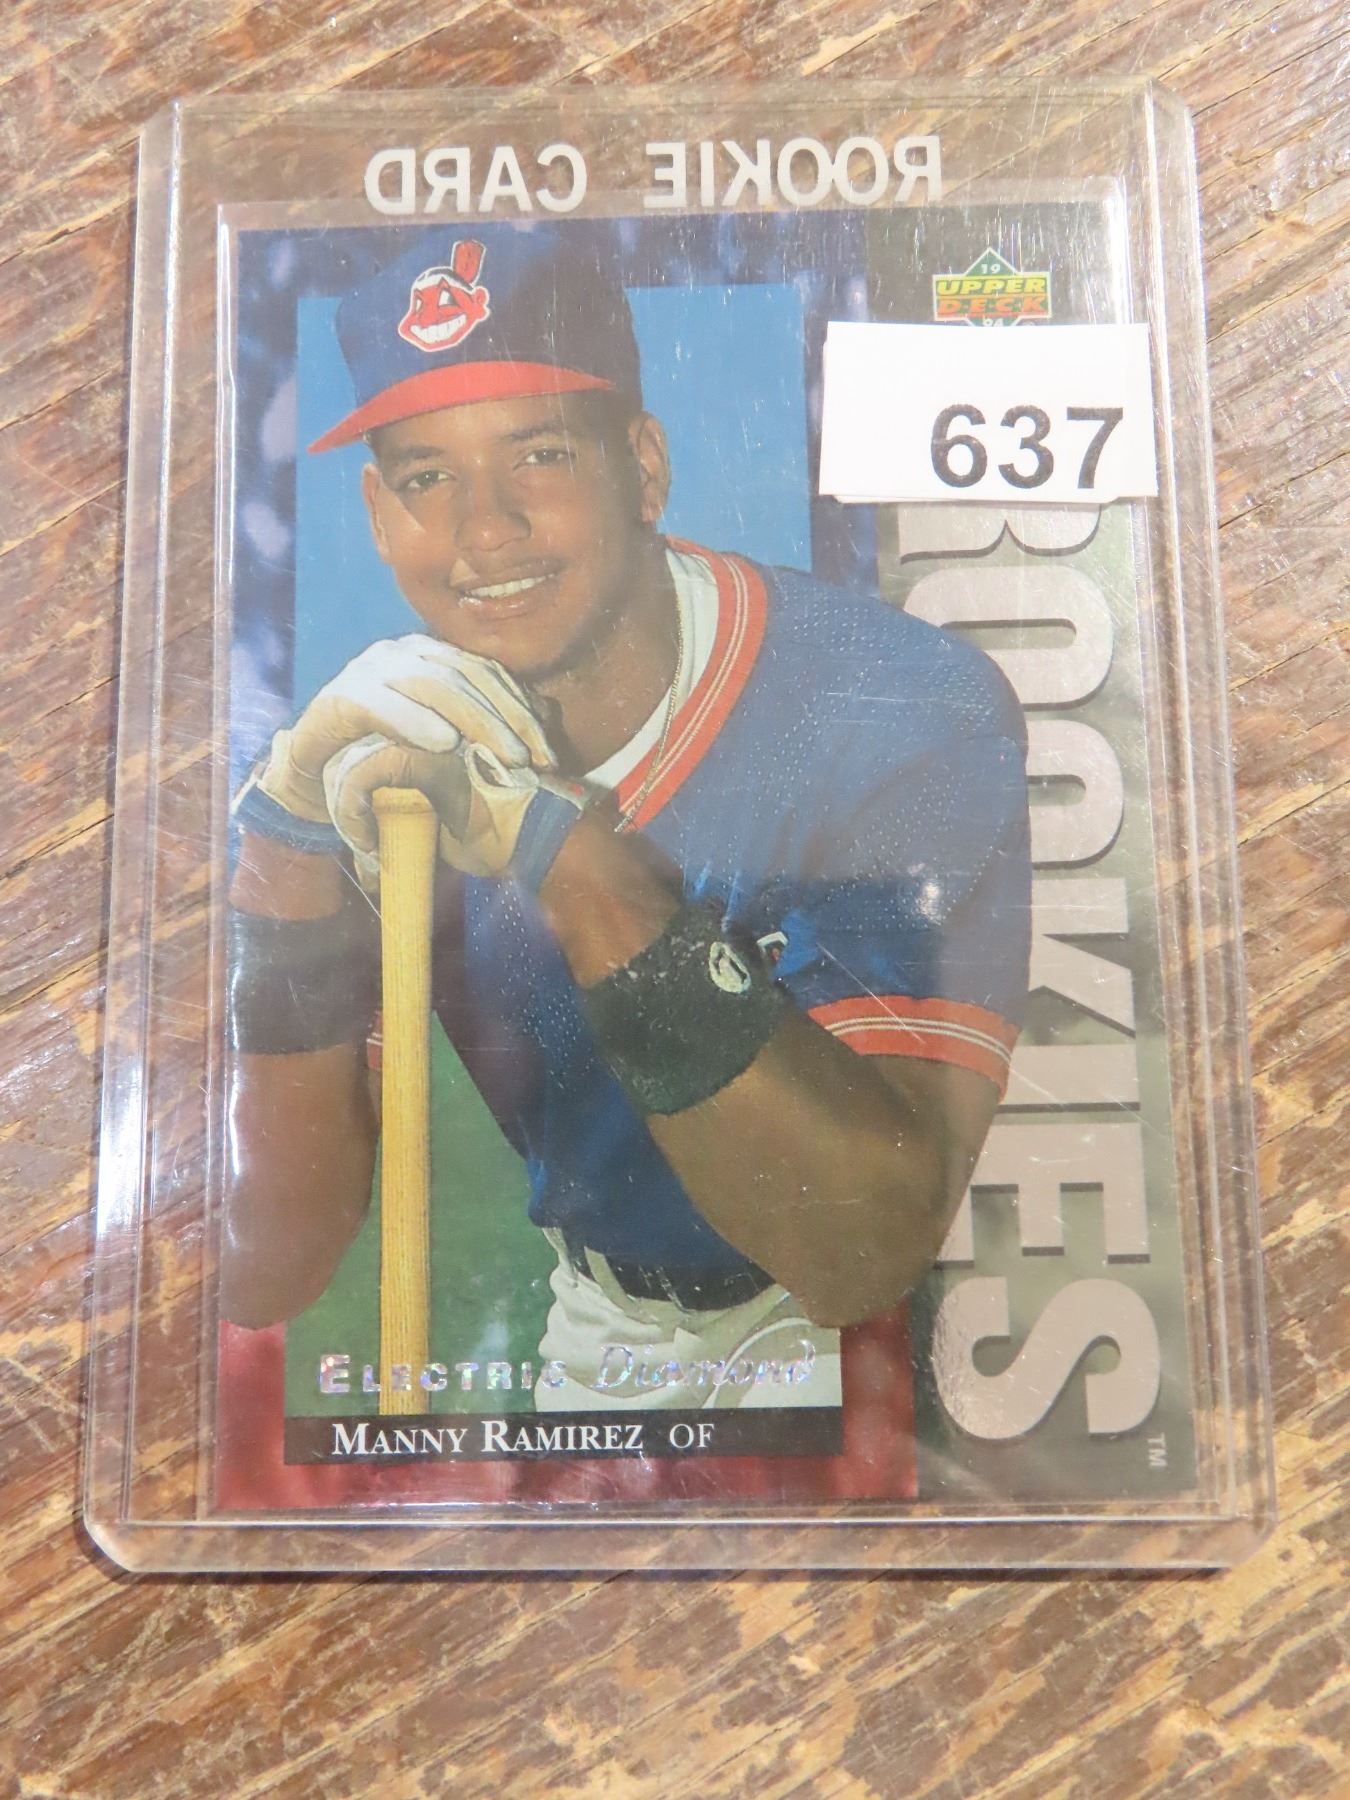 ROOKIE CARD
19
UPPER
DECK
94
637
ROOKIES
TM
ELECTRIC Diamond
MANNY RAMIREZ OF